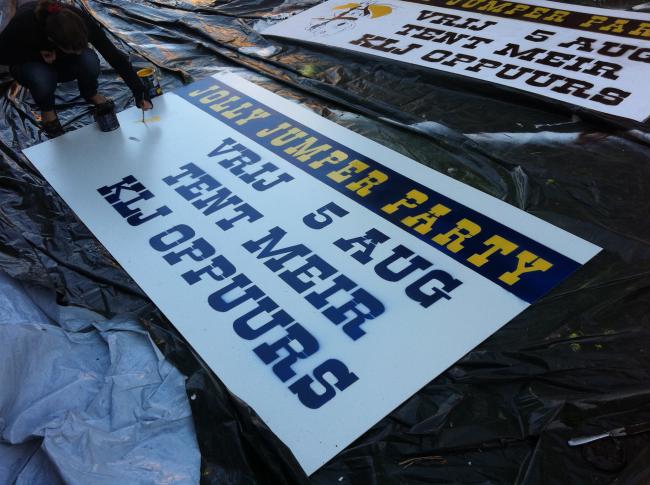 JOLLY JUMPER PARTY
VRIJ 5 AUG
TENT MEIR
KLJ OPPUURS
JUMPER PARTY
VRIJ 5 AUG
TENT MEIR
KLJ OPPUURS